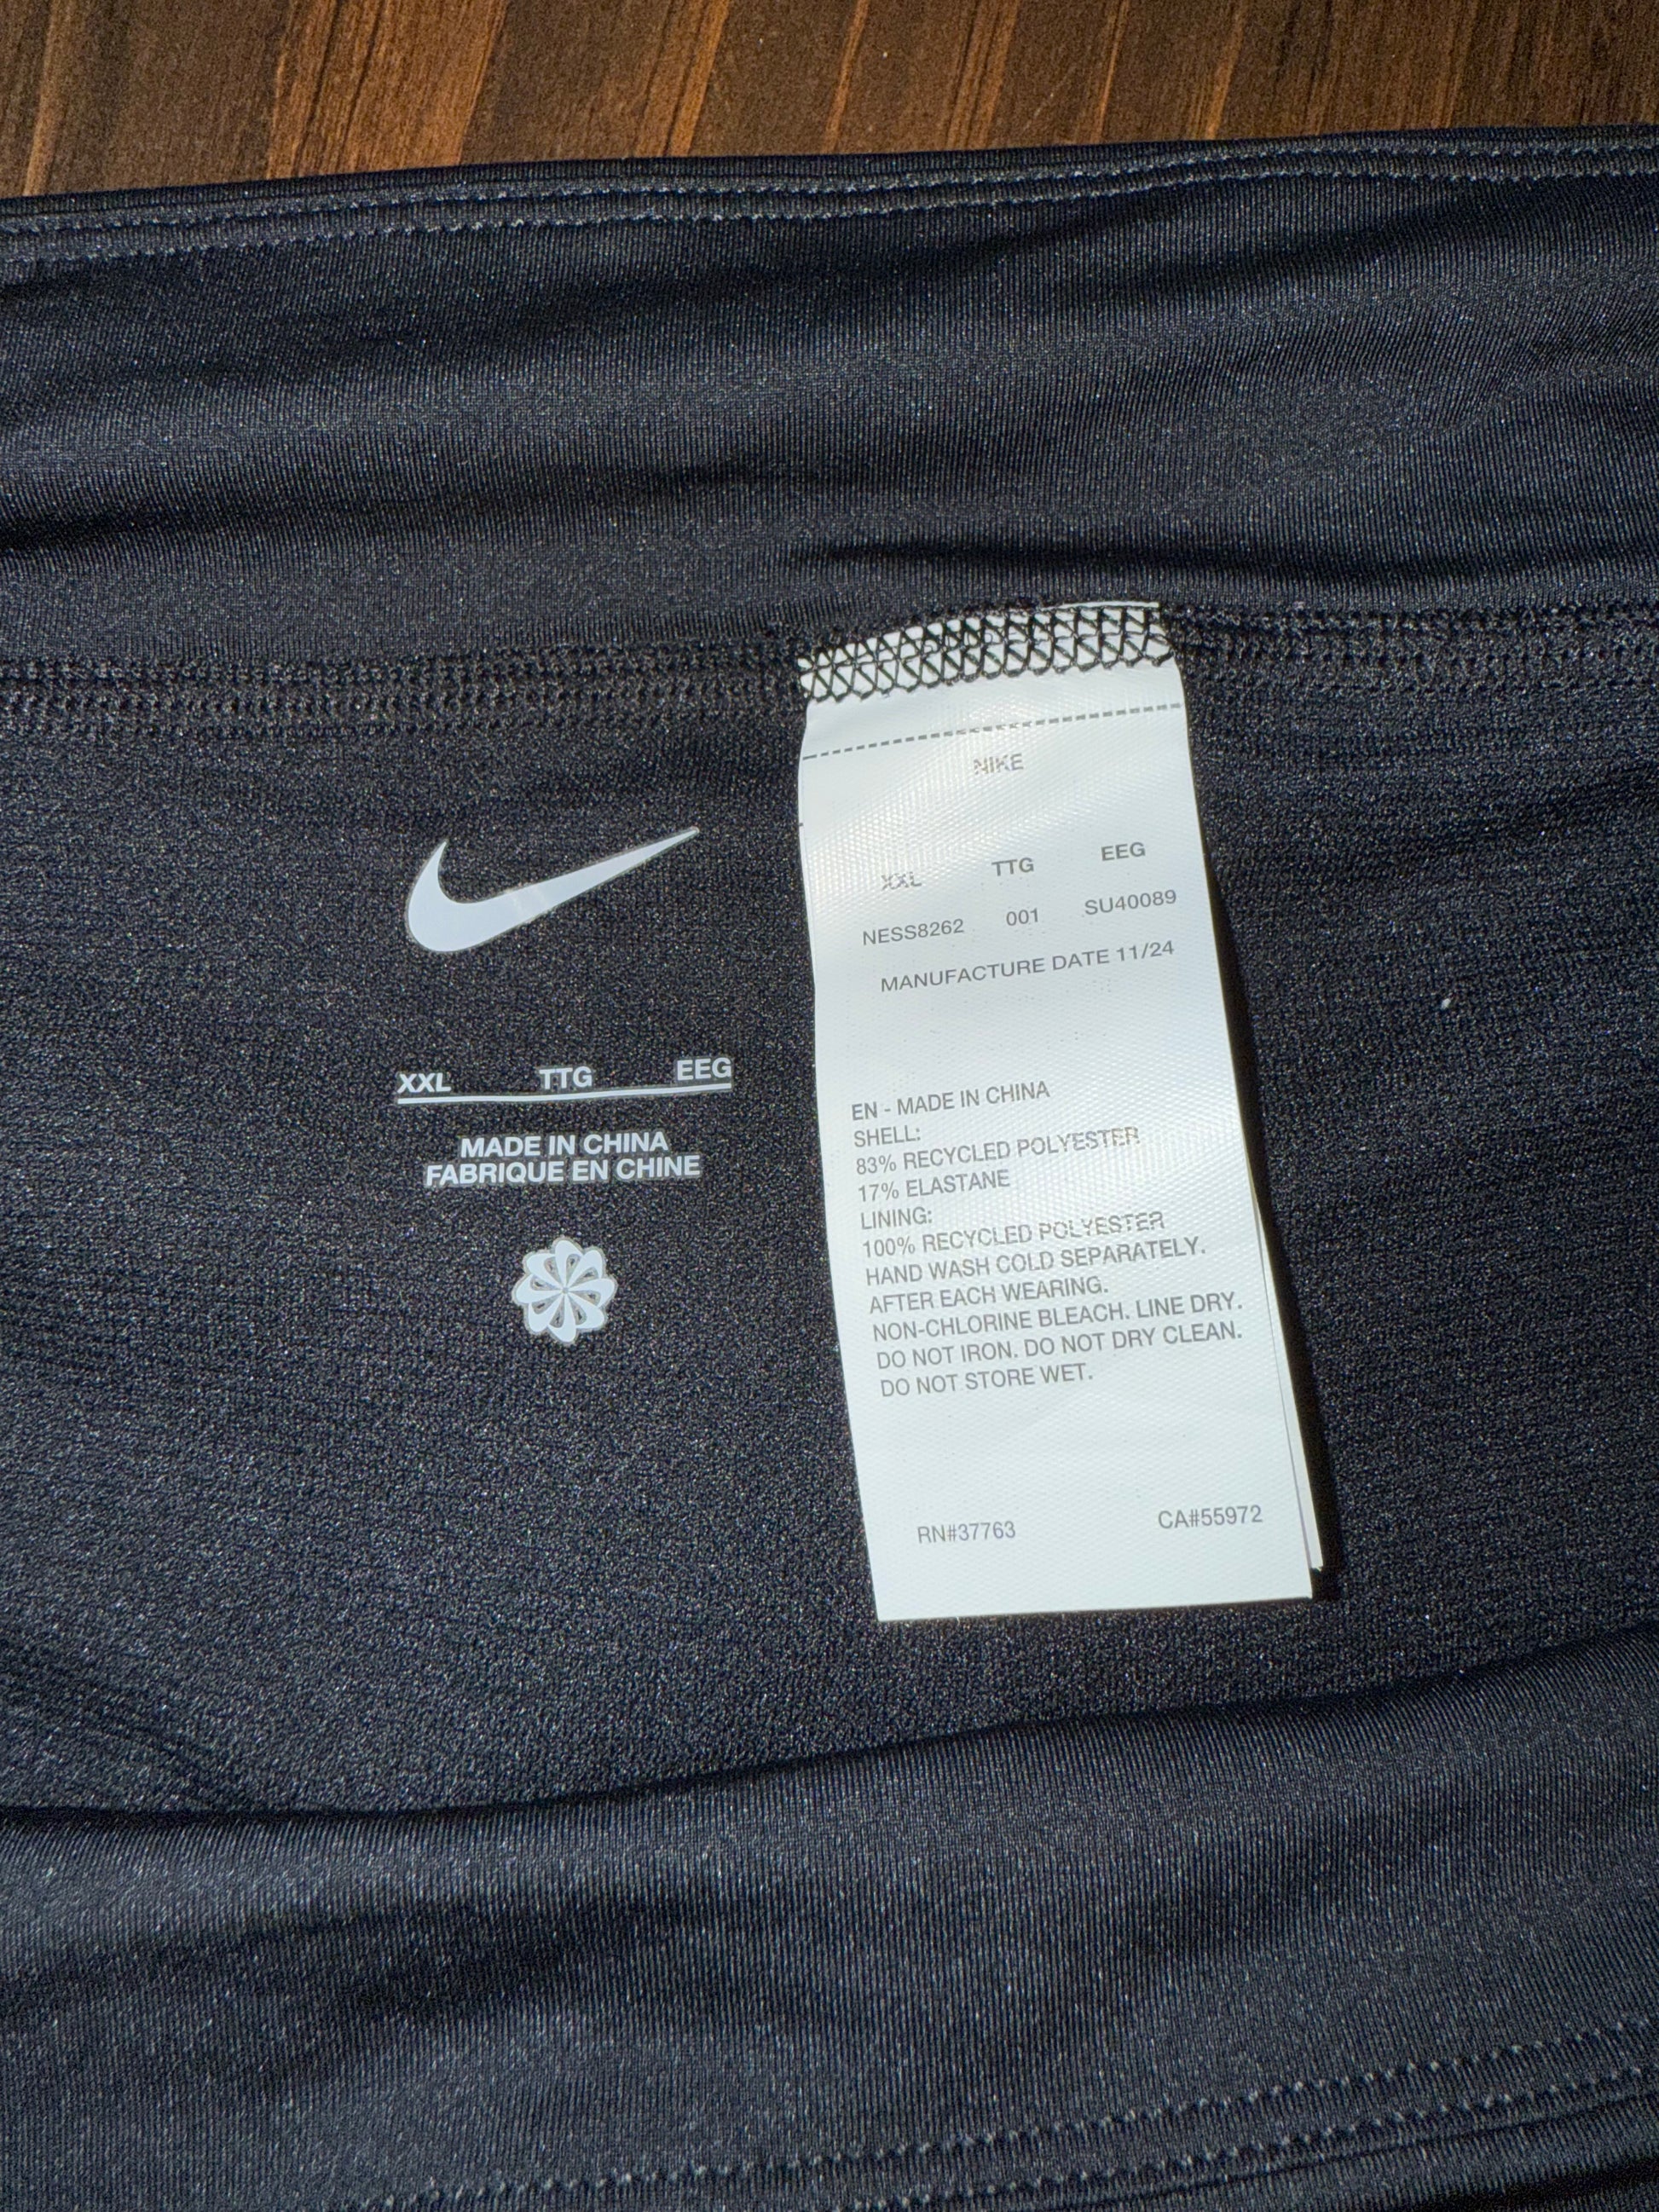 XXL TTG EEG
MADE IN CHINA
FABRIQUE EN CHINE
NIKE
XXL TTG EEG
NESS8262 001 SU40089
MANUFACTURE DATE 11/24
EN - MADE IN CHINA
SHELL:
83% RECYCLED POLYESTER
17% ELASTANE
LINING:
100% RECYCLED POLYESTER
HAND WASH COLD SEPARATELY.
AFTER EACH WEARING.
NON-CHLORINE BLEACH. LINE DRY.
DO NOT IRON. DO NOT DRY CLEAN.
DO NOT STORE WET.
RN#37763 CA#55972